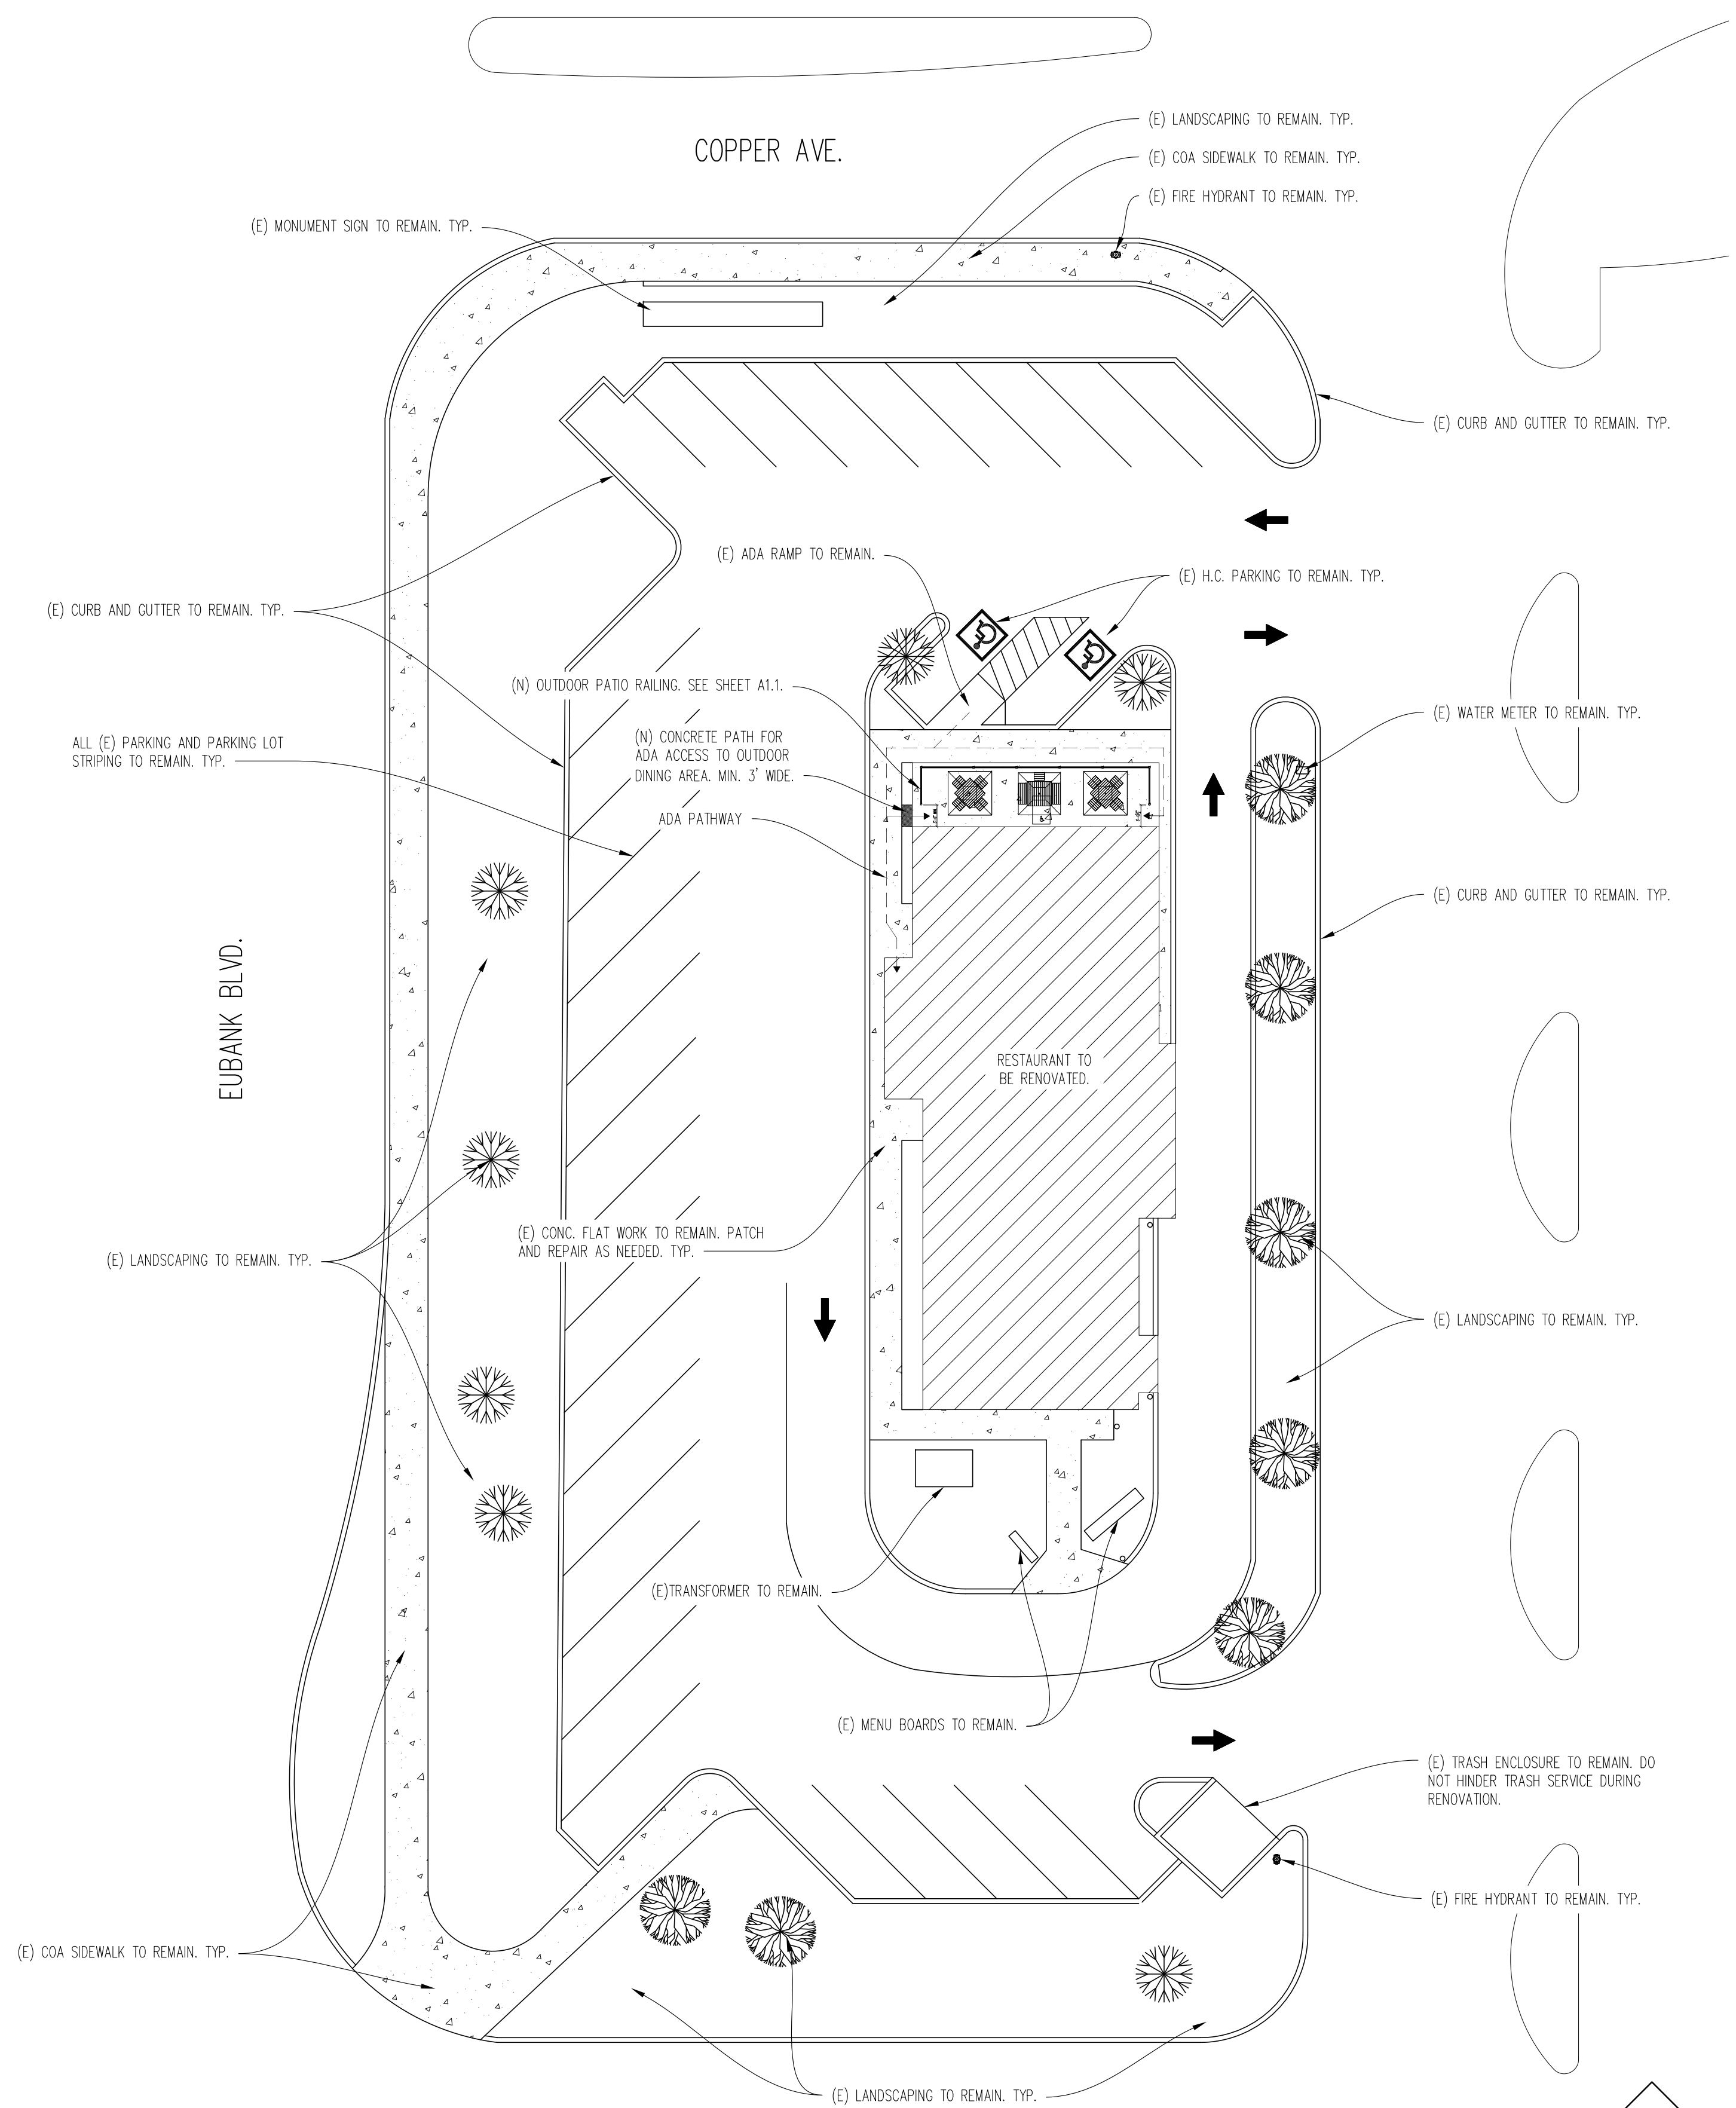 COPPER AVE.
(E) LANDSCAPING TO REMAIN. TYP.
(E) COA SIDEWALK TO REMAIN. TYP.
(E) FIRE HYDRANT TO REMAIN. TYP.
(E) MONUMENT SIGN TO REMAIN. TYP.
(E) CURB AND GUTTER TO REMAIN. TYP.
(E) ADA RAMP TO REMAIN.
(E) H.C. PARKING TO REMAIN. TYP.
(E) CURB AND GUTTER TO REMAIN. TYP.
(N) OUTDOOR PATIO RAILING. SEE SHEET A1.1.
(E) WATER METER TO REMAIN. TYP.
ALL (E) PARKING AND PARKING LOT
STRIPING TO REMAIN. TYP.
(N) CONCRETE PATH FOR
ADA ACCESS TO OUTDOOR
DINING AREA. MIN. 3' WIDE.
ADA PATHWAY
(E) CURB AND GUTTER TO REMAIN. TYP.
EUBANK BLVD.
RESTAURANT TO
BE RENOVATED.
(E) CONC. FLAT WORK TO REMAIN. PATCH
AND REPAIR AS NEEDED. TYP.
(E) LANDSCAPING TO REMAIN. TYP.
(E) LANDSCAPING TO REMAIN. TYP.
(E)TRANSFORMER TO REMAIN.
(E) MENU BOARDS TO REMAIN.
(E) TRASH ENCLOSURE TO REMAIN. DO
NOT HINDER TRASH SERVICE DURING
RENOVATION.
(E) FIRE HYDRANT TO REMAIN. TYP.
(E) COA SIDEWALK TO REMAIN. TYP.
(E) LANDSCAPING TO REMAIN. TYP.